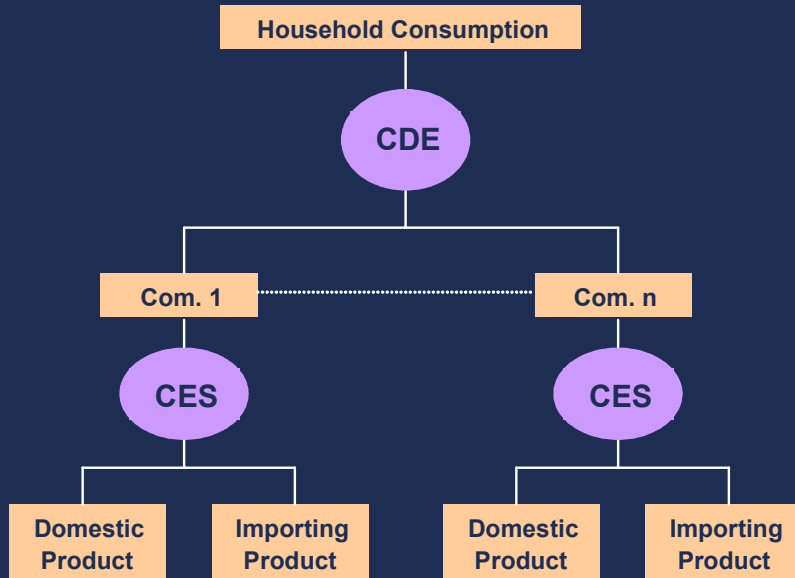 Household Consumption
CDE
Com. 1
Com. n
CES
CES
Domestic
Product
Importing
Product
Domestic
Product
Importing
Product